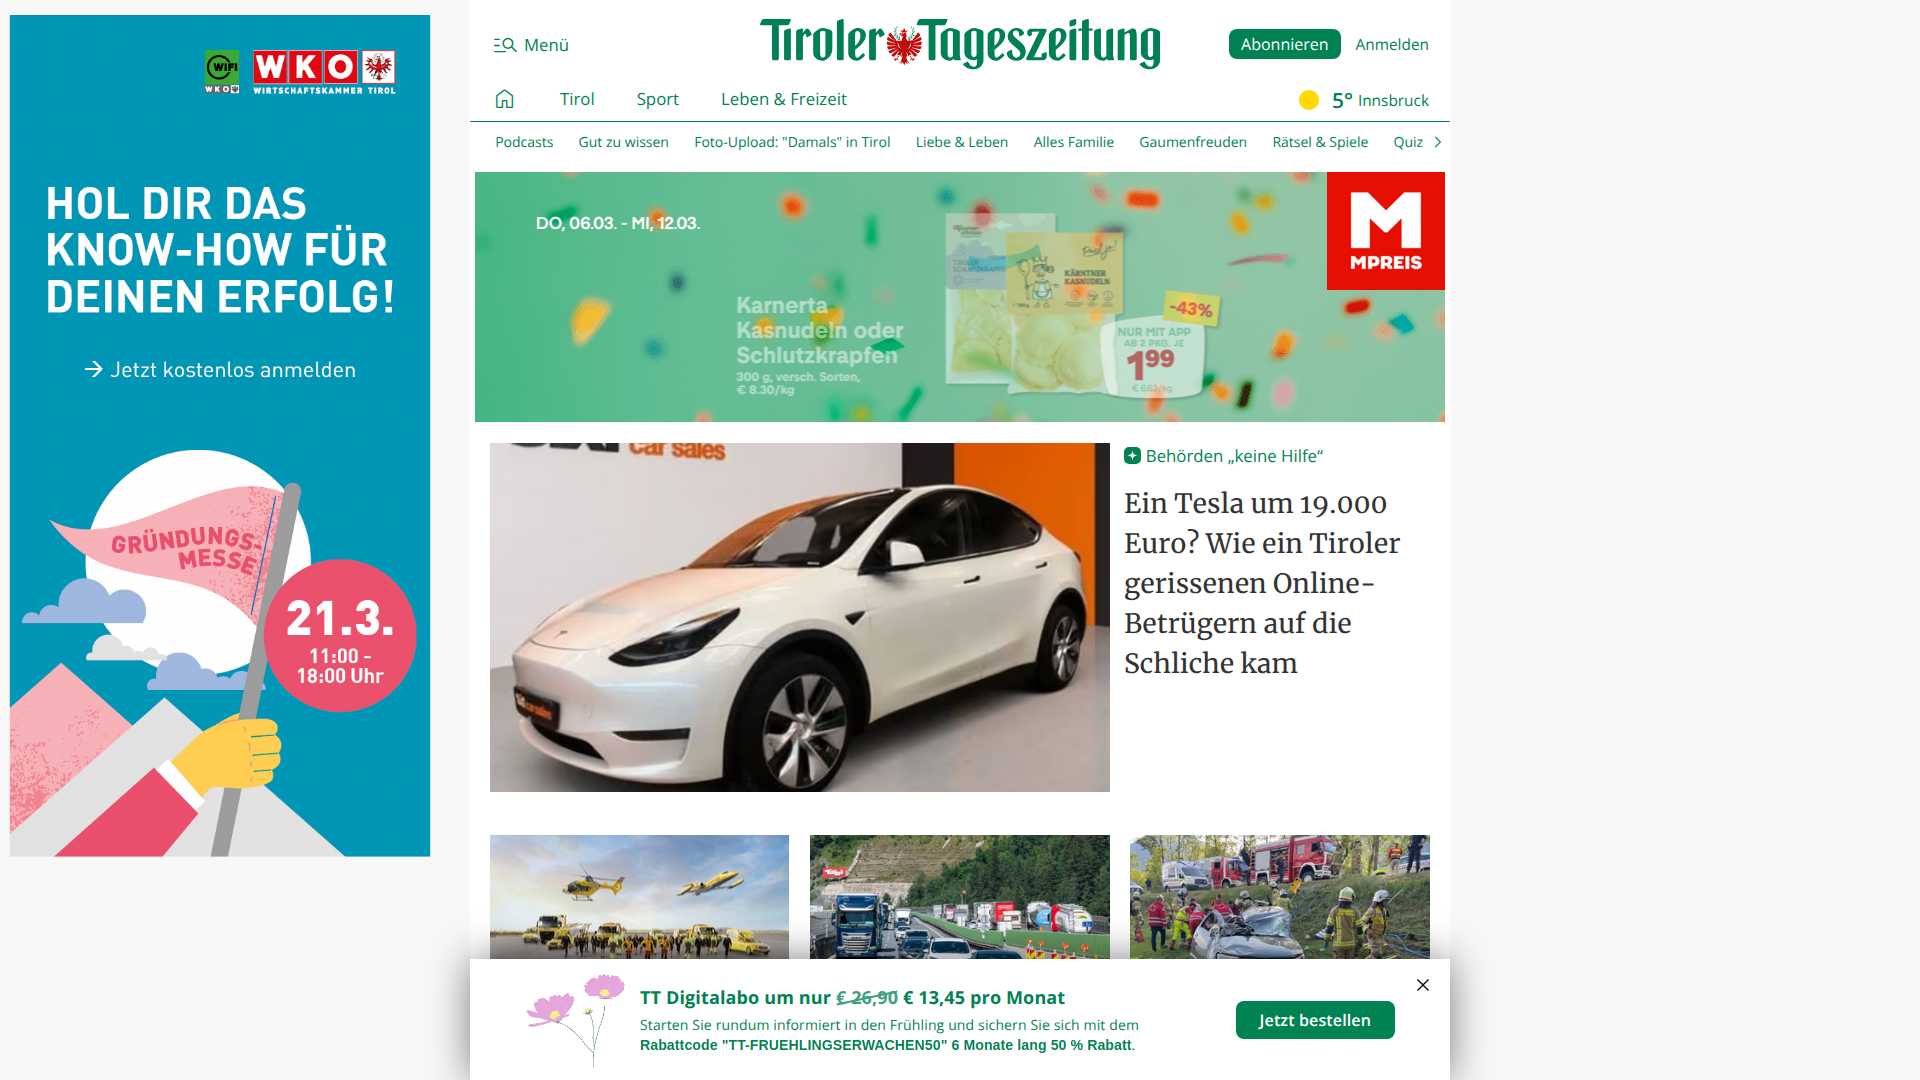 WIFI
WKO
WKO
WIRTSCHAFTSKAMMER TIROL
HOL DIR DAS
KNOW-HOW FÜR
DEINEN ERFOLG!
→ Jetzt kostenlos anmelden
GRÜNDUNGS-
MESSE
21.3.
11:00 -
18:00 Uhr
Menü
Tiroler Tageszeitung
Abonnieren
Anmelden
Tirol
Sport
Leben & Freizeit
5° Innsbruck
Podcasts
Gut zu wissen
Foto-Upload: "Damals" in Tirol
Liebe & Leben
Alles Familie
Gaumenfreuden
Rätsel & Spiele
Quiz
DO, 06.03. - MI, 12.03.
MPREIS
Karnerta
Kasnudeln oder
Schlutzkrapfen
300 g, versch. Sorten,
€ 8.30/kg
KÄRNTNER
KASNUDELN
-43%
NUR MIT APP
AB 2 PKG. JE
1.99
car sales
Behörden „keine Hilfe“
Ein Tesla um 19.000
Euro? Wie ein Tiroler
gerissenen Online-
Betrügern auf die
Schliche kam
TT Digitalabo um nur € 26,90 € 13,45 pro Monat
Starten Sie rundum informiert in den Frühling und sichern Sie sich mit dem
Rabattcode "TT-FRUEHLINGSERWACHEN50" 6 Monate lang 50 % Rabatt.
Jetzt bestellen